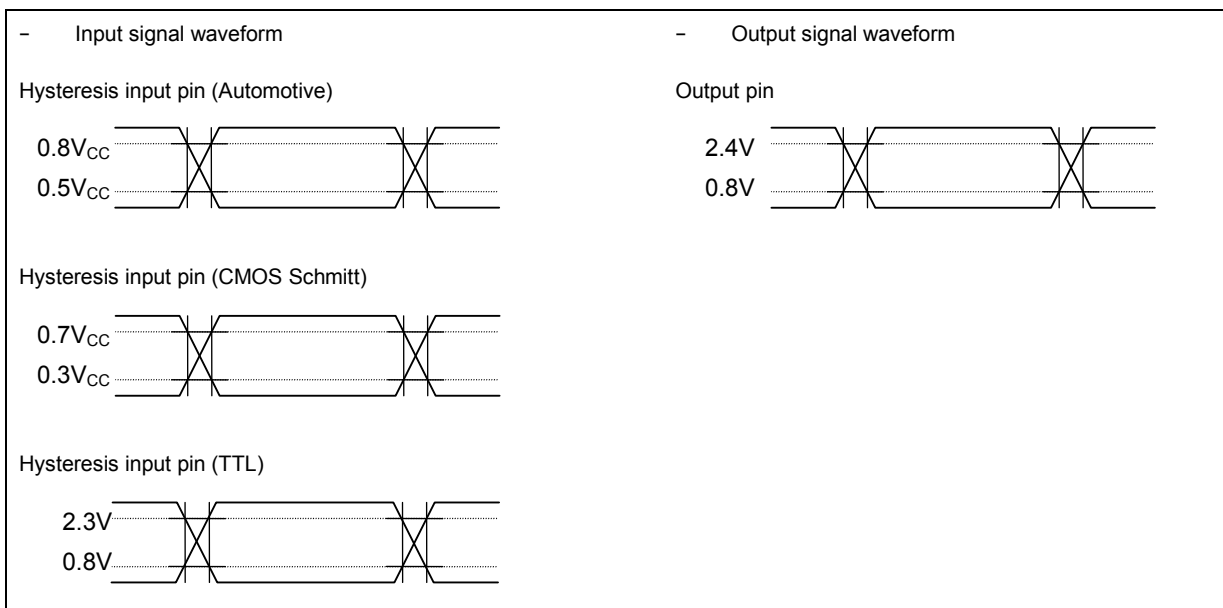 – Input signal waveform
Hysteresis input pin (Automotive)
0.8VCC
0.5VCC
Hysteresis input pin (CMOS Schmitt)
0.7VCC
0.3VCC
Hysteresis input pin (TTL)
2.3V
0.8V
– Output signal waveform
Output pin
2.4V
0.8V